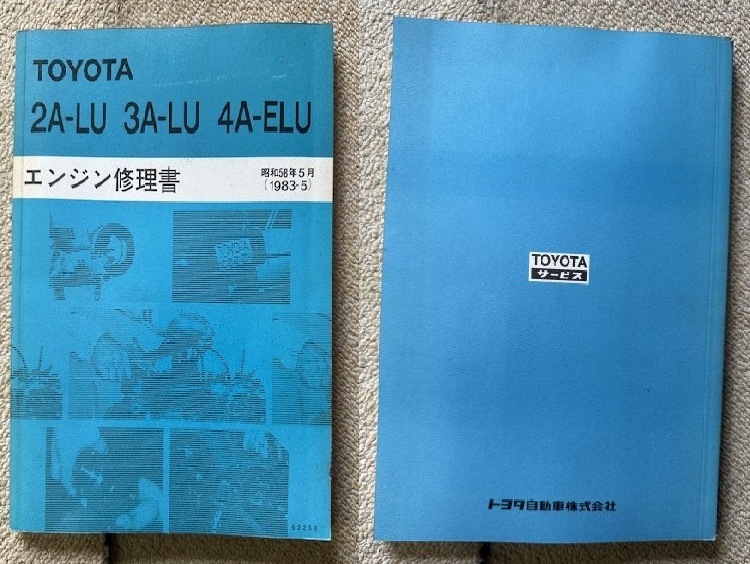 TOYOTA
2A-LU 3A-LU 4A-ELU
エンジン修理書
昭和58年5月
(1983-5)
62250
TOYOTA
サービス
トヨタ自動車株式会社